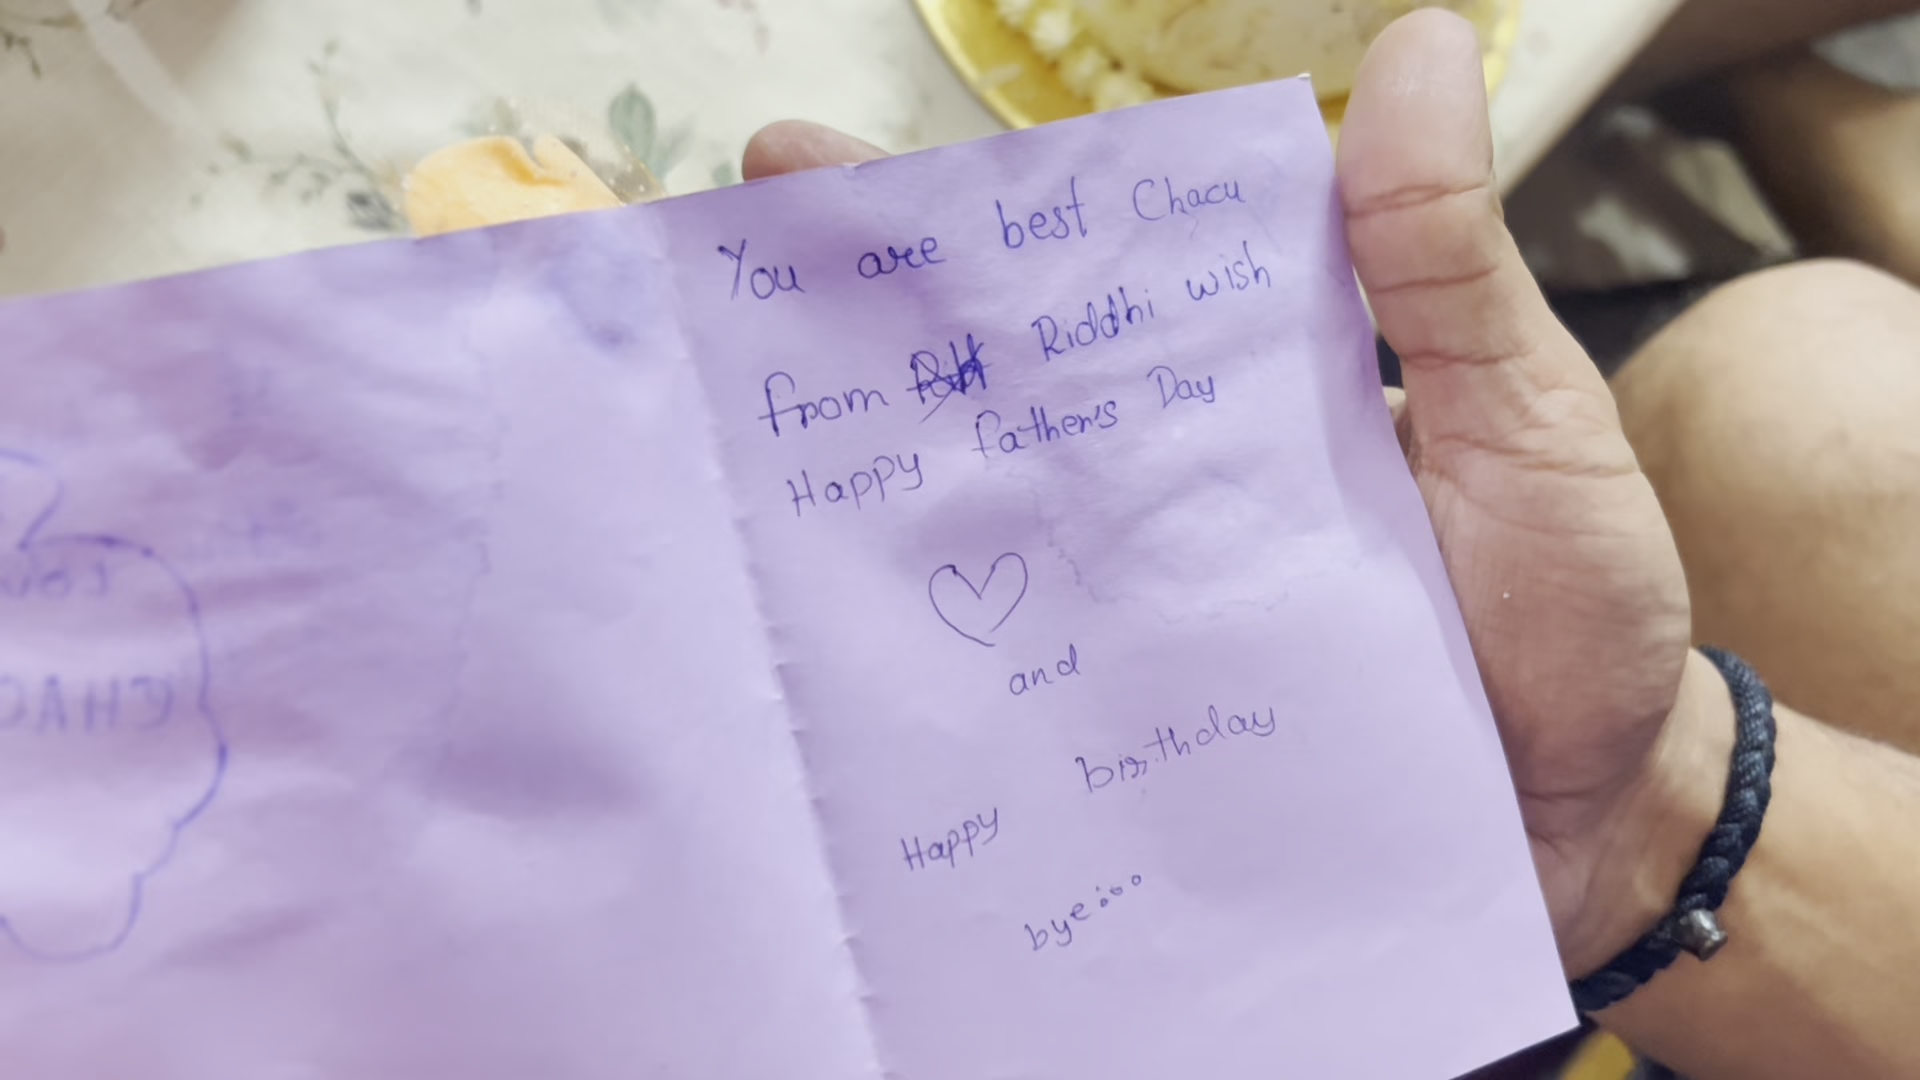 You are best Chacu
from Riddhi wish
Happy father's Day
and
Happy birthday
bye...